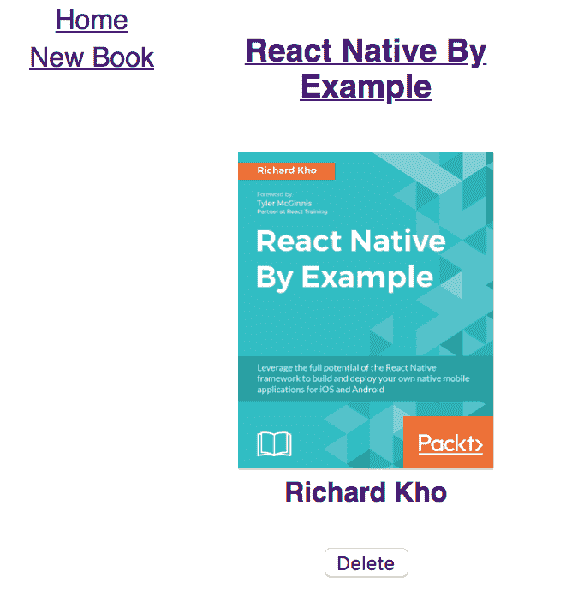 Home
New Book
React Native By
Example
Richard Kho
Foreword by:
Tyler McGinnis
Partner at React Training
React Native
By Example
Leverage the full potential of the React Native
framework to build and deploy your own native mobile
applications for iOS and Android
Packt>
Richard Kho
Delete